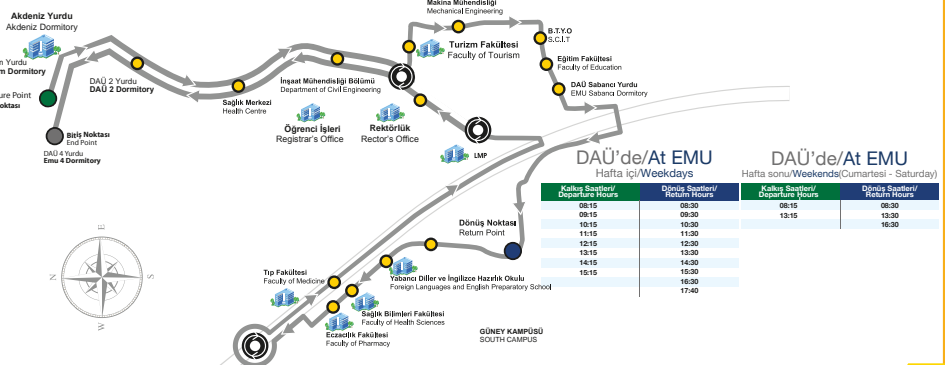 Akdeniz Yurdu
Akdeniz Dormitory
Yurdu
Dormitory
Point
DAÜ 2 Yurdu
DAÜ 2 Dormitory
Bitiş Noktası
End Point
DAÜ 4 Yurdu
Emu 4 Dormitory
Sağlık Merkezi
Health Centre
İnşaat Mühendisliği Bölümü
Department of Civil Engineering
Öğrenci İşleri
Registrar's Office
Rektörlük
Rector's Office
Makina Mühendisliği
Mechanical Engineering
Turizm Fakültesi
Faculty of Tourism
B.T.Y.O
S.C.I.T
Eğitim Fakültesi
Faculty of Education
DAÜ Sabancı Yurdu
EMU Sabancı Dormitory
LMP
Dönüş Noktası
Return Point
Yabancı Diller ve İngilizce Hazırlık Okulu
Foreign Languages and English Preparatory School
Tıp Fakültesi
Faculty of Medicine
Sağlık Bilimleri Fakültesi
Faculty of Health Sciences
Eczacılık Fakültesi
Faculty of Pharmacy
GÜNEY KAMPÜSÜ
SOUTH CAMPUS
E
N
S
W
DAÜ'de/At EMU
Hafta içi/Weekdays
Kalkış Saatleri/ Dönüş Saatleri/
Departure Hours Return Hours
08:15 08:30
09:15 09:30
10:15 10:30
11:15 11:30
12:15 12:30
13:15 13:30
14:15 14:30
15:15 15:30
16:30
17:40
DAÜ'de/At EMU
Hafta sonu/Weekends(Cumartesi - Saturday)
Kalkış Saatleri/ Dönüş Saatleri/
Departure Hours Return Hours
08:15 08:30
13:15 13:30
16:30